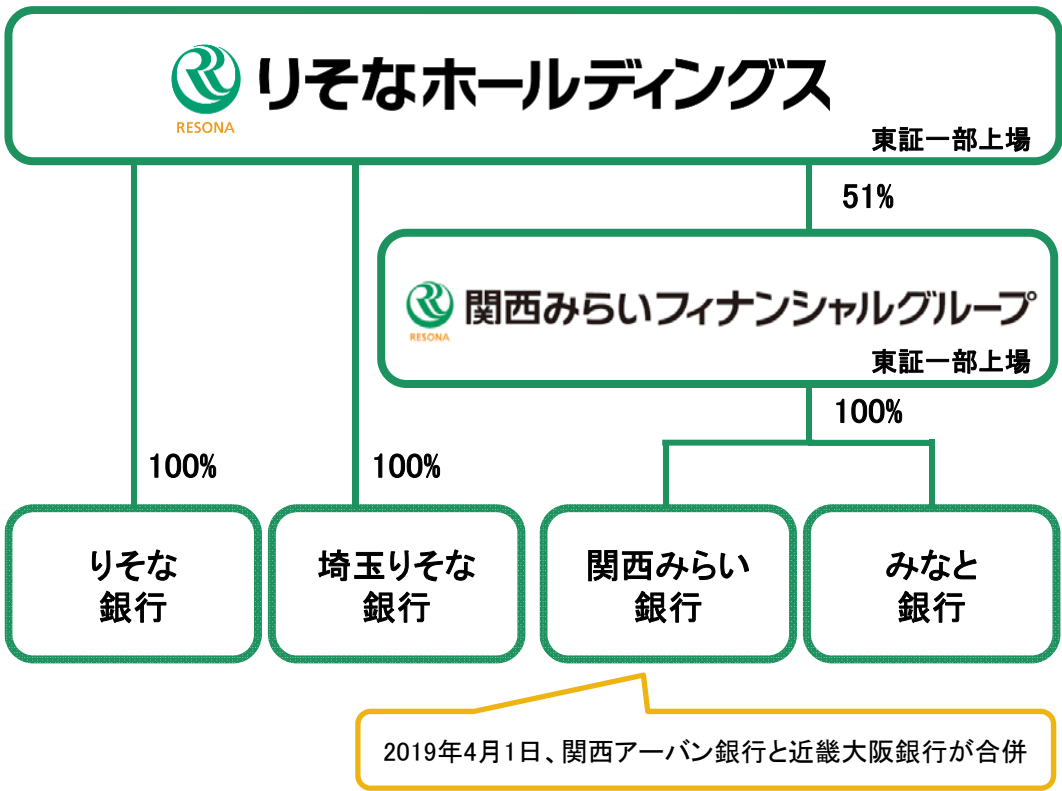 りそなホールディングス
RESONA
東証一部上場
51%
関西みらいフィナンシャルグループ
RESONA
東証一部上場
100%
100%
100%
りそな
銀行
埼玉りそな
銀行
関西みらい
銀行
みなと
銀行
2019年4月1日、関西アーバン銀行と近畿大阪銀行が合併